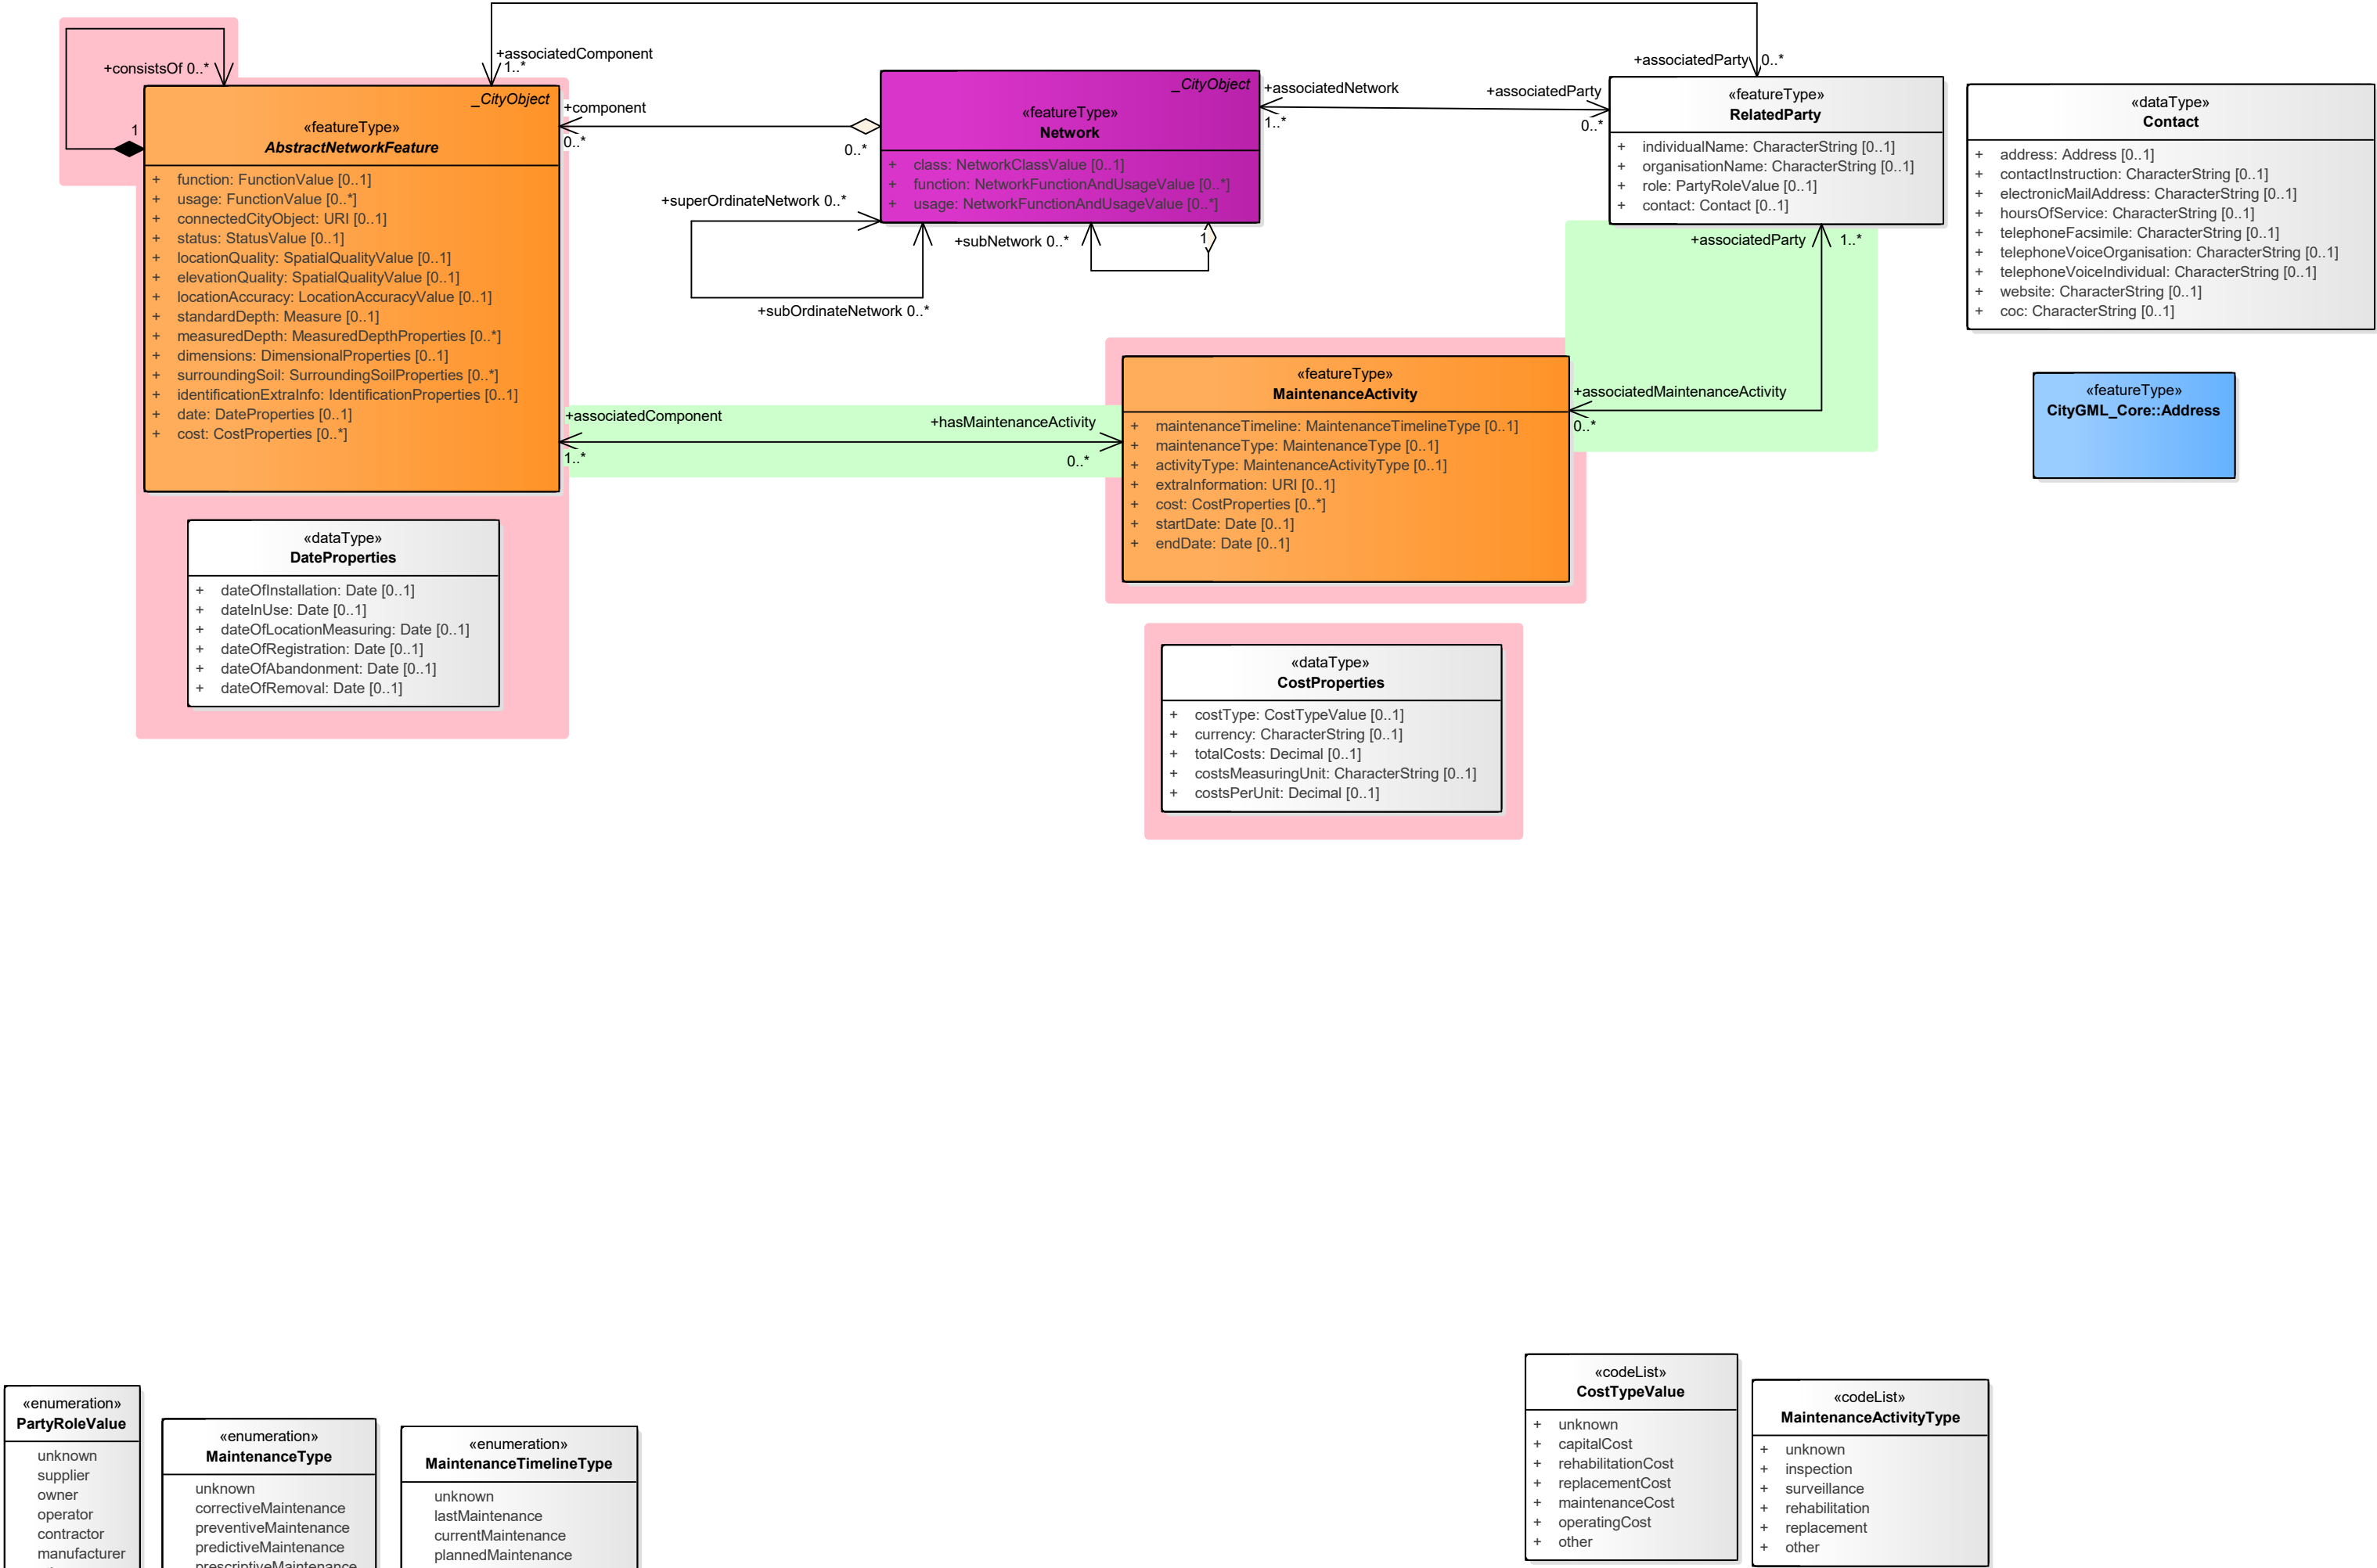 +consistsOf 0..*
1
+associatedComponent
1..*
+associatedParty
0..*
_CityObject
«featureType»
AbstractNetworkFeature
+ function: FunctionValue [0..1]
+ usage: FunctionValue [0..*]
+ connectedCityObject: URI [0..1]
+ status: StatusValue [0..1]
+ locationQuality: SpatialQualityValue [0..1]
+ elevationQuality: SpatialQualityValue [0..1]
+ locationAccuracy: LocationAccuracyValue [0..1]
+ standardDepth: Measure [0..1]
+ measuredDepth: MeasuredDepthProperties [0..*]
+ dimensions: DimensionalProperties [0..1]
+ surroundingSoil: SurroundingSoilProperties [0..*]
+ identificationExtraInfo: IdentificationProperties [0..1]
+ date: DateProperties [0..1]
+ cost: CostProperties [0..*]
+component
0..*
0..*
_CityObject
«featureType»
Network
+ class: NetworkClassValue [0..1]
+ function: NetworkFunctionAndUsageValue [0..*]
+ usage: NetworkFunctionAndUsageValue [0..*]
+superOrdinateNetwork 0..*
+subOrdinateNetwork 0..*
+subNetwork 0..*
1
+associatedNetwork
1..*
+associatedParty
0..*
«featureType»
RelatedParty
+ individualName: CharacterString [0..1]
+ organisationName: CharacterString [0..1]
+ role: PartyRoleValue [0..1]
+ contact: Contact [0..1]
«dataType»
Contact
+ address: Address [0..1]
+ contactInstruction: CharacterString [0..1]
+ electronicMailAddress: CharacterString [0..1]
+ hoursOfService: CharacterString [0..1]
+ telephoneFacsimile: CharacterString [0..1]
+ telephoneVoiceOrganisation: CharacterString [0..1]
+ telephoneVoiceIndividual: CharacterString [0..1]
+ website: CharacterString [0..1]
+ coc: CharacterString [0..1]
+associatedParty
1..*
+associatedMaintenanceActivity
0..*
«featureType»
CityGML_Core::Address
+associatedComponent
1..*
+hasMaintenanceActivity
0..*
«featureType»
MaintenanceActivity
+ maintenanceTimeline: MaintenanceTimelineType [0..1]
+ maintenanceType: MaintenanceType [0..1]
+ activityType: MaintenanceActivityType [0..1]
+ extraInformation: URI [0..1]
+ cost: CostProperties [0..*]
+ startDate: Date [0..1]
+ endDate: Date [0..1]
«dataType»
DateProperties
+ dateOfInstallation: Date [0..1]
+ dateInUse: Date [0..1]
+ dateOfLocationMeasuring: Date [0..1]
+ dateOfRegistration: Date [0..1]
+ dateOfAbandonment: Date [0..1]
+ dateOfRemoval: Date [0..1]
«dataType»
CostProperties
+ costType: CostTypeValue [0..1]
+ currency: CharacterString [0..1]
+ totalCosts: Decimal [0..1]
+ costsMeasuringUnit: CharacterString [0..1]
+ costsPerUnit: Decimal [0..1]
«enumeration»
PartyRoleValue
unknown
supplier
owner
operator
contractor
manufacturer
«enumeration»
MaintenanceType
unknown
correctiveMaintenance
preventiveMaintenance
predictiveMaintenance
prescriptiveMaintenance
«enumeration»
MaintenanceTimelineType
unknown
lastMaintenance
currentMaintenance
plannedMaintenance
«codeList»
CostTypeValue
+ unknown
+ capitalCost
+ rehabilitationCost
+ replacementCost
+ maintenanceCost
+ operatingCost
+ other
«codeList»
MaintenanceActivityType
+ unknown
+ inspection
+ surveillance
+ rehabilitation
+ replacement
+ other